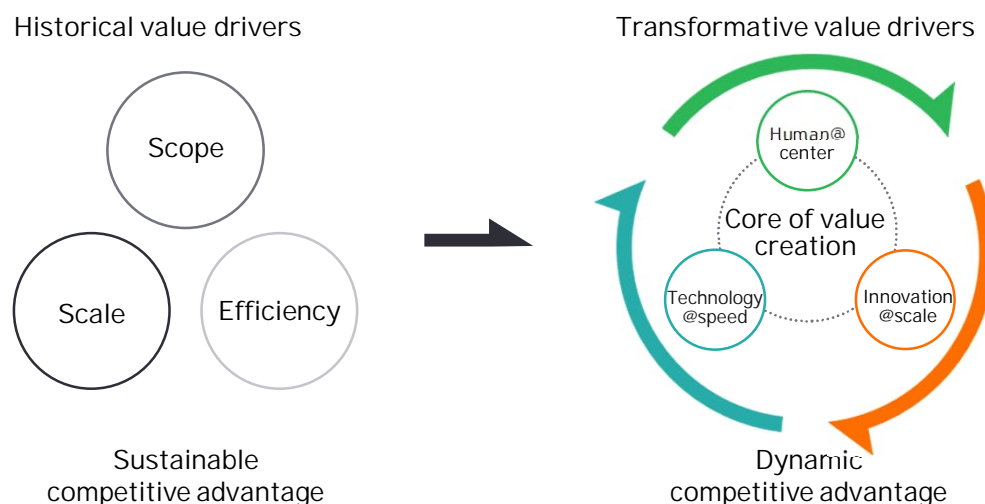 Historical value drivers
Scope
Scale
Efficiency
Sustainable
competitive advantage
Transformative value drivers
Human@
center
Core of value
creation
Technology
@speed
Innovation
@scale
Dynamic
competitive advantage